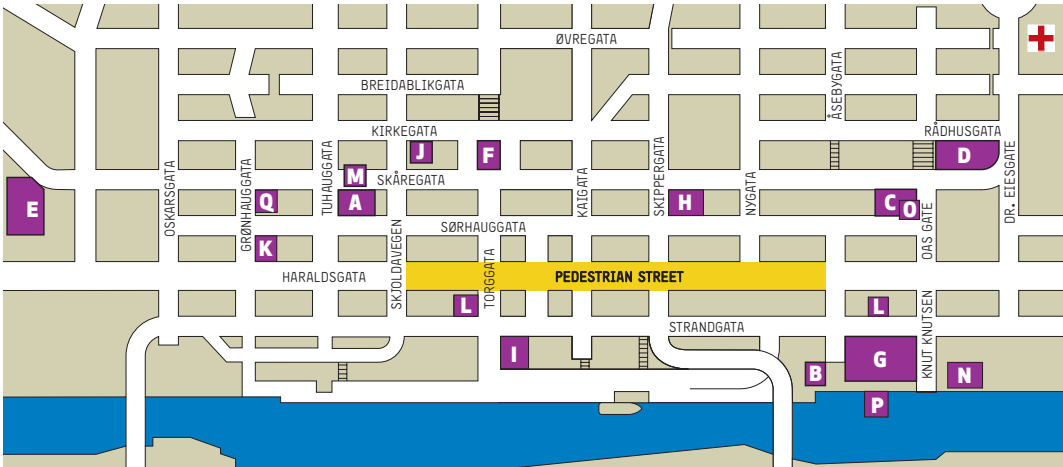 ØVREGATA
BREIDABLIKGATA
ÅSEBYGATA
KIRKEGATA
RÅDHUSGATA
J
F
D
M
SKÅREGATA
TUHAUGGATA
OSKARSGATA
GRØNHAUGGATA
KAIGATA
SKIPPERGATA
NYGATA
DR. EIESGATE
E
Q
A
H
C
O
OAS GATE
SØRHAUGGATA
SKJOLDAVEGEN
K
HARALDSGATA
TORGGATA
PEDESTRIAN STREET
L
L
STRANDGATA
KNUT KNUTSEN
I
G
B
N
P